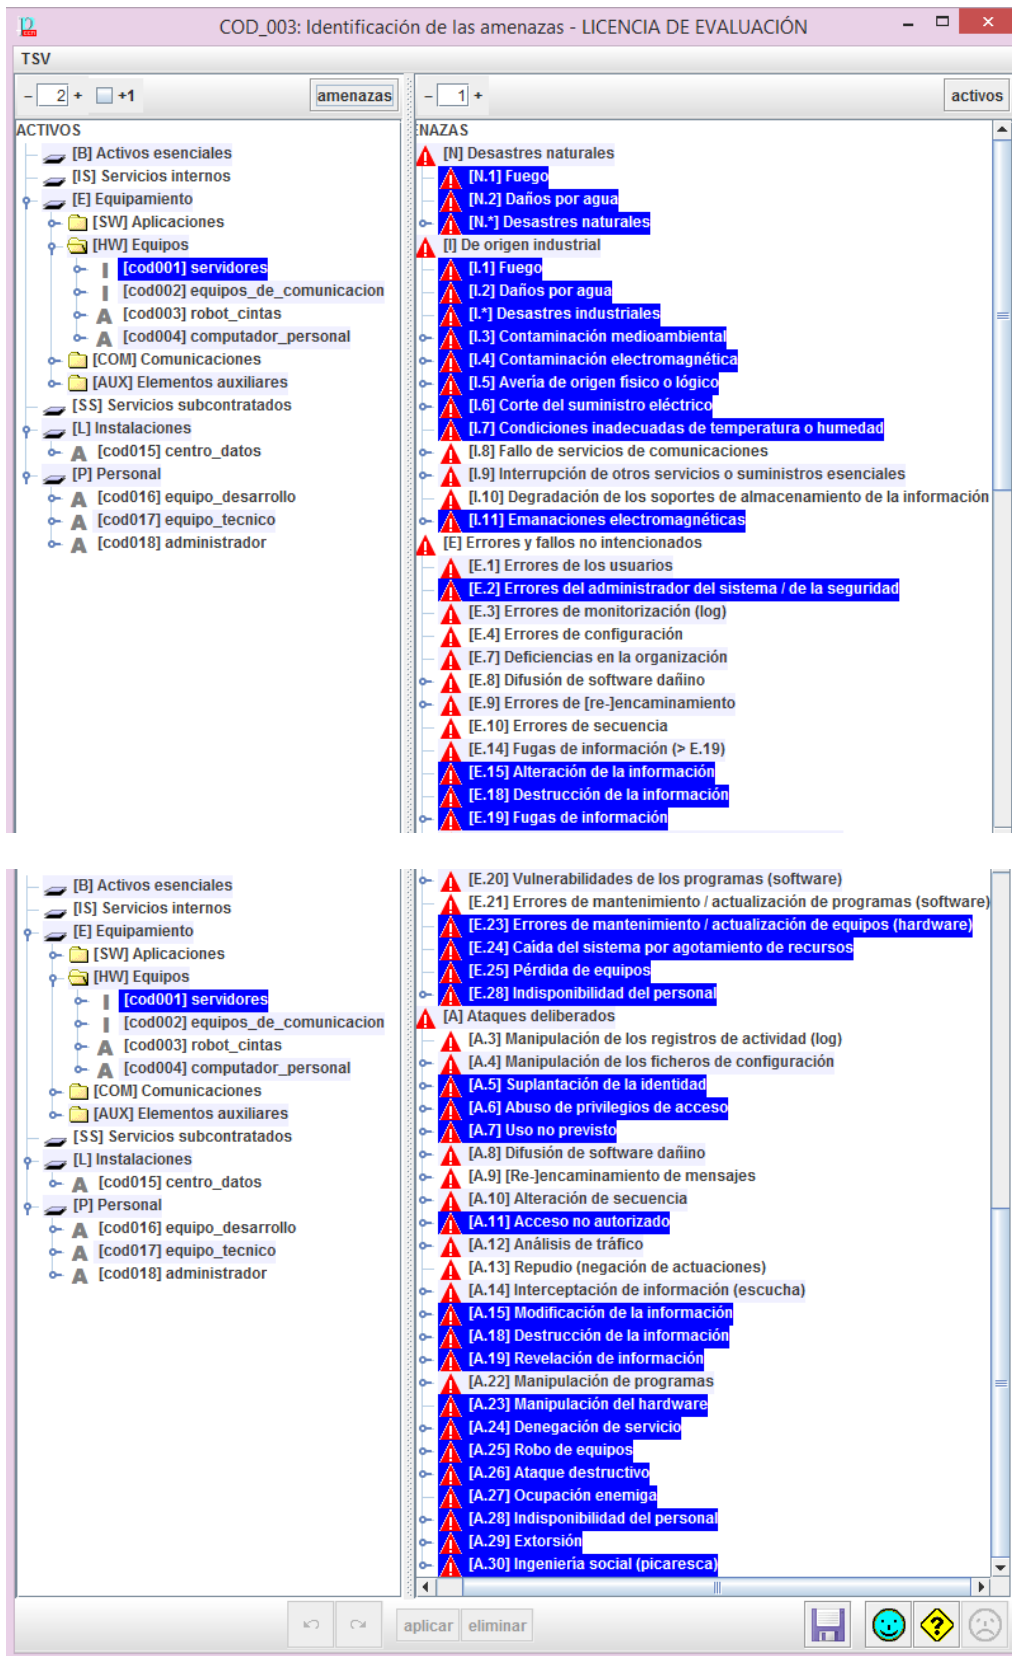 COD_003: Identificación de las amenazas - LICENCIA DE EVALUACIÓN
TSV
- 2 + +1 amenazas
- 1 + activos
ACTIVOS
[B] Activos esenciales
[IS] Servicios internos
[E] Equipamiento
[SW] Aplicaciones
[HW] Equipos
[cod001] servidores
[cod002] equipos_de_comunicacion
[cod003] robot_cintas
[cod004] computador_personal
[COM] Comunicaciones
[AUX] Elementos auxiliares
[SS] Servicios subcontratados
[L] Instalaciones
[cod015] centro_datos
[P] Personal
[cod016] equipo_desarrollo
[cod017] equipo_tecnico
[cod018] administrador
ENAZAS
[N] Desastres naturales
[N.1] Fuego
[N.2] Daños por agua
[N.*] Desastres naturales
[I] De origen industrial
[I.1] Fuego
[I.2] Daños por agua
[I.*] Desastres industriales
[I.3] Contaminación medioambiental
[I.4] Contaminación electromagnética
[I.5] Avería de origen físico o lógico
[I.6] Corte del suministro eléctrico
[I.7] Condiciones inadecuadas de temperatura o humedad
[I.8] Fallo de servicios de comunicaciones
[I.9] Interrupción de otros servicios o suministros esenciales
[I.10] Degradación de los soportes de almacenamiento de la información
[I.11] Emanaciones electromagnéticas
[E] Errores y fallos no intencionados
[E.1] Errores de los usuarios
[E.2] Errores del administrador del sistema / de la seguridad
[E.3] Errores de monitorización (log)
[E.4] Errores de configuración
[E.7] Deficiencias en la organización
[E.8] Difusión de software dañino
[E.9] Errores de [re-]encaminamiento
[E.10] Errores de secuencia
[E.14] Fugas de información (> E.19)
[E.15] Alteración de la información
[E.18] Destrucción de la información
[E.19] Fugas de información
[B] Activos esenciales
[IS] Servicios internos
[E] Equipamiento
[SW] Aplicaciones
[HW] Equipos
[cod001] servidores
[cod002] equipos_de_comunicacion
[cod003] robot_cintas
[cod004] computador_personal
[COM] Comunicaciones
[AUX] Elementos auxiliares
[SS] Servicios subcontratados
[L] Instalaciones
[cod015] centro_datos
[P] Personal
[cod016] equipo_desarrollo
[cod017] equipo_tecnico
[cod018] administrador
[E.20] Vulnerabilidades de los programas (software)
[E.21] Errores de mantenimiento / actualización de programas (software)
[E.23] Errores de mantenimiento / actualización de equipos (hardware)
[E.24] Caída del sistema por agotamiento de recursos
[E.25] Pérdida de equipos
[E.28] Indisponibilidad del personal
[A] Ataques deliberados
[A.3] Manipulación de los registros de actividad (log)
[A.4] Manipulación de los ficheros de configuración
[A.5] Suplantación de la identidad
[A.6] Abuso de privilegios de acceso
[A.7] Uso no previsto
[A.8] Difusión de software dañino
[A.9] [Re-]encaminamiento de mensajes
[A.10] Alteración de secuencia
[A.11] Acceso no autorizado
[A.12] Análisis de tráfico
[A.13] Repudio (negación de actuaciones)
[A.14] Interceptación de información (escucha)
[A.15] Modificación de la información
[A.18] Destrucción de la información
[A.19] Revelación de información
[A.22] Manipulación de programas
[A.23] Manipulación del hardware
[A.24] Denegación de servicio
[A.25] Robo de equipos
[A.26] Ataque destructivo
[A.27] Ocupación enemiga
[A.28] Indisponibilidad del personal
[A.29] Extorsión
[A.30] Ingeniería social (picaresca)
aplicar eliminar